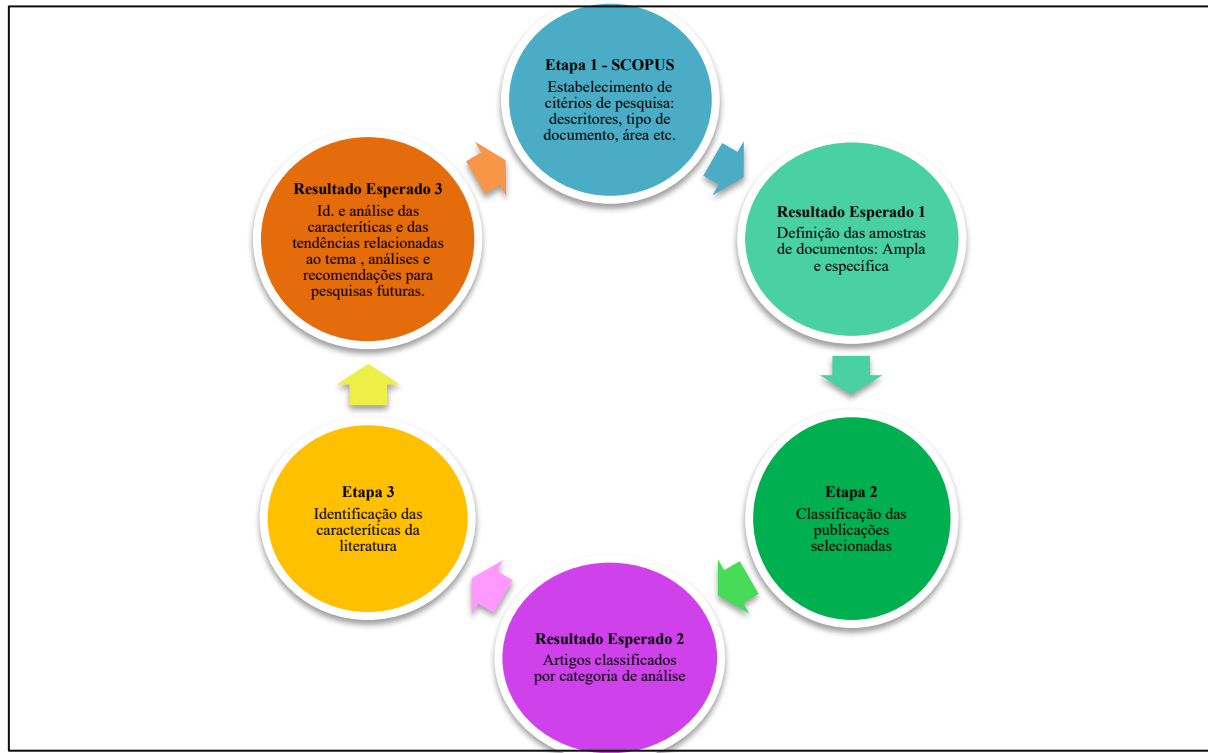 Etapa 1 - SCOPUS
Estabelecimento de
citérios de pesquisa:
descritores, tipo de
documento, área etc.
Resultado Esperado 1
Definição das amostras
de documentos: Ampla
e específica
Etapa 2
Classificação das
publicações
selecionadas
Resultado Esperado 2
Artigos classificados
por categoria de análise
Etapa 3
Identificação das
caracteríticas da
literatura
Resultado Esperado 3
Id. e análise das
caracteríticas e das
tendências relacionadas
ao tema , análises e
recomendações para
pesquisas futuras.